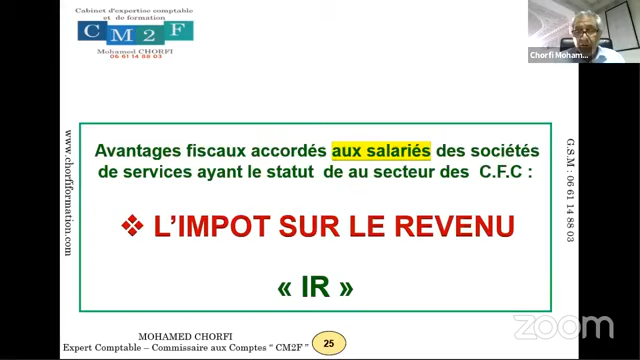 Cabinet d'expertise comptable
et de formation
C M 2 F
Mohamed CHORFI
06 61 14 88 03
Chorfi Moham...
www.chorfiformation.com
Avantages fiscaux accordés aux salariés des sociétés
de services ayant le statut de au secteur des C.F.C :
❖ L'IMPOT SUR LE REVENU
« IR »
G.S.M : 06 61 14 88 03
MOHAMED CHORFI
Expert Comptable – Commissaire aux Comptes " CM2F "
25
zoom